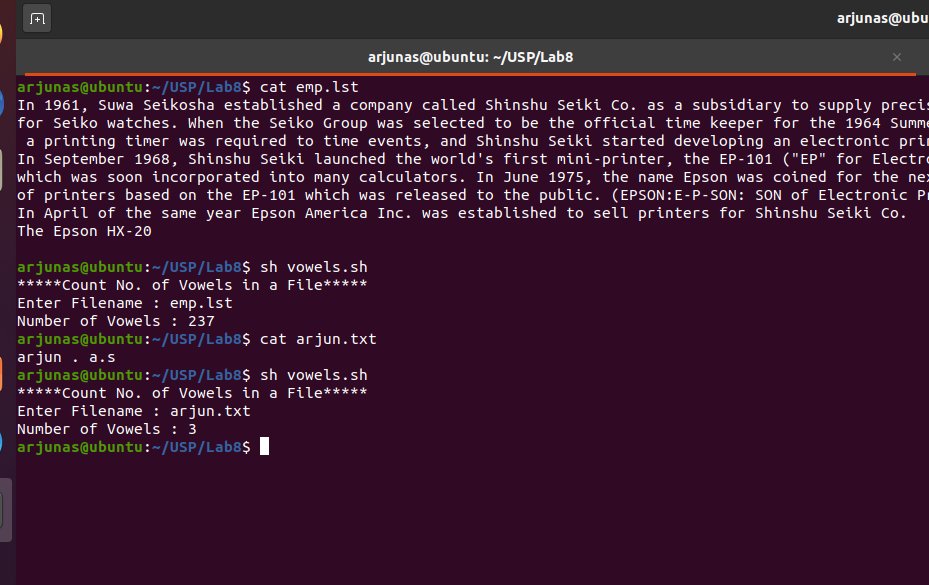 arjunas@ubu
arjunas@ubuntu: ~/USP/Lab8
arjunas@ubuntu:~/USP/Lab8$ cat emp.lst
In 1961, Suwa Seikosha established a company called Shinshu Seiki Co. as a subsidiary to supply precis
for Seiko watches. When the Seiko Group was selected to be the official time keeper for the 1964 Summe
a printing timer was required to time events, and Shinshu Seiki started developing an electronic prin
In September 1968, Shinshu Seiki launched the world's first mini-printer, the EP-101 ("EP" for Electro
which was soon incorporated into many calculators. In June 1975, the name Epson was coined for the nex
of printers based on the EP-101 which was released to the public. (EPSON:E-P-SON: SON of Electronic Pr
In April of the same year Epson America Inc. was established to sell printers for Shinshu Seiki Co.
The Epson HX-20
arjunas@ubuntu:~/USP/Lab8$ sh vowels.sh
*****Count No. of Vowels in a File*****
Enter Filename : emp.lst
Number of Vowels : 237
arjunas@ubuntu:~/USP/Lab8$ cat arjun.txt
arjun . a.s
arjunas@ubuntu:~/USP/Lab8$ sh vowels.sh
*****Count No. of Vowels in a File*****
Enter Filename : arjun.txt
Number of Vowels : 3
arjunas@ubuntu:~/USP/Lab8$